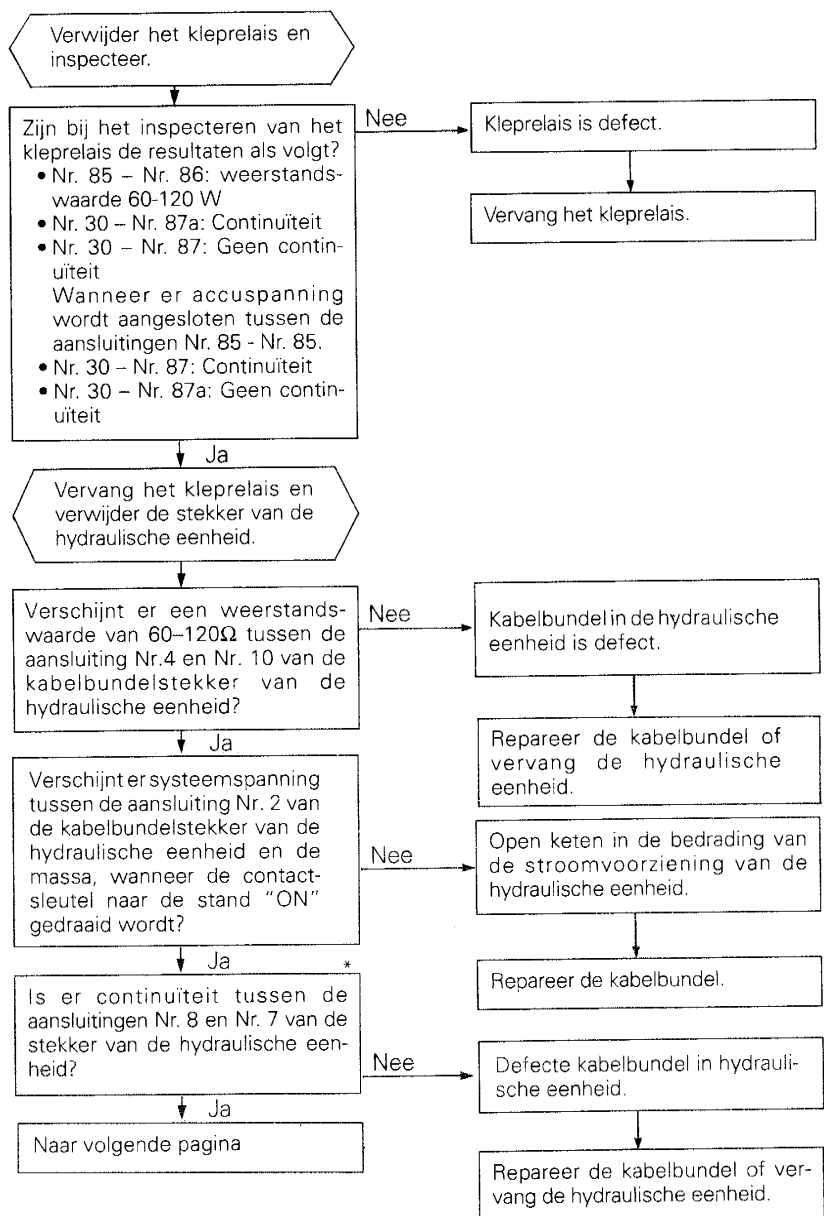 Verwijder het kleprelais en
inspecteer.
Zijn bij het inspecteren van het
kleprelais de resultaten als volgt?
• Nr. 85 – Nr. 86: weerstands-
waarde 60-120 W
• Nr. 30 – Nr. 87a: Continuïteit
• Nr. 30 – Nr. 87: Geen contin-
uïteit
Wanneer er accuspanning
wordt aangesloten tussen de
aansluitingen Nr. 85 - Nr. 85.
• Nr. 30 – Nr. 87: Continuïteit
• Nr. 30 – Nr. 87a: Geen contin-
uïteit
Nee
Kleprelais is defect.
Vervang het kleprelais.
Ja
Vervang het kleprelais en
verwijder de stekker van de
hydraulische eenheid.
Verschijnt er een weerstands-
waarde van 60–120Ω tussen de
aansluiting Nr.4 en Nr. 10 van de
kabelbundelstekker van de
hydraulische eenheid?
Nee
Kabelbundel in de hydraulische
eenheid is defect.
Repareer de kabelbundel of
vervang de hydraulische
eenheid.
Ja
Verschijnt er systeemspanning
tussen de aansluiting Nr. 2 van
de kabelbundelstekker van de
hydraulische eenheid en de
massa, wanneer de contact-
sleutel naar de stand "ON"
gedraaid wordt?
Nee
Open keten in de bedrading van
de stroomvoorziening van de
hydraulische eenheid.
Repareer de kabelbundel.
Ja
*
Is er continuïteit tussen de
aansluitingen Nr. 8 en Nr. 7 van de
stekker van de hydraulische een-
heid?
Nee
Defecte kabelbundel in hydrauli-
sche eenheid.
Repareer de kabelbundel of ver-
vang de hydraulische eenheid.
Ja
Naar volgende pagina